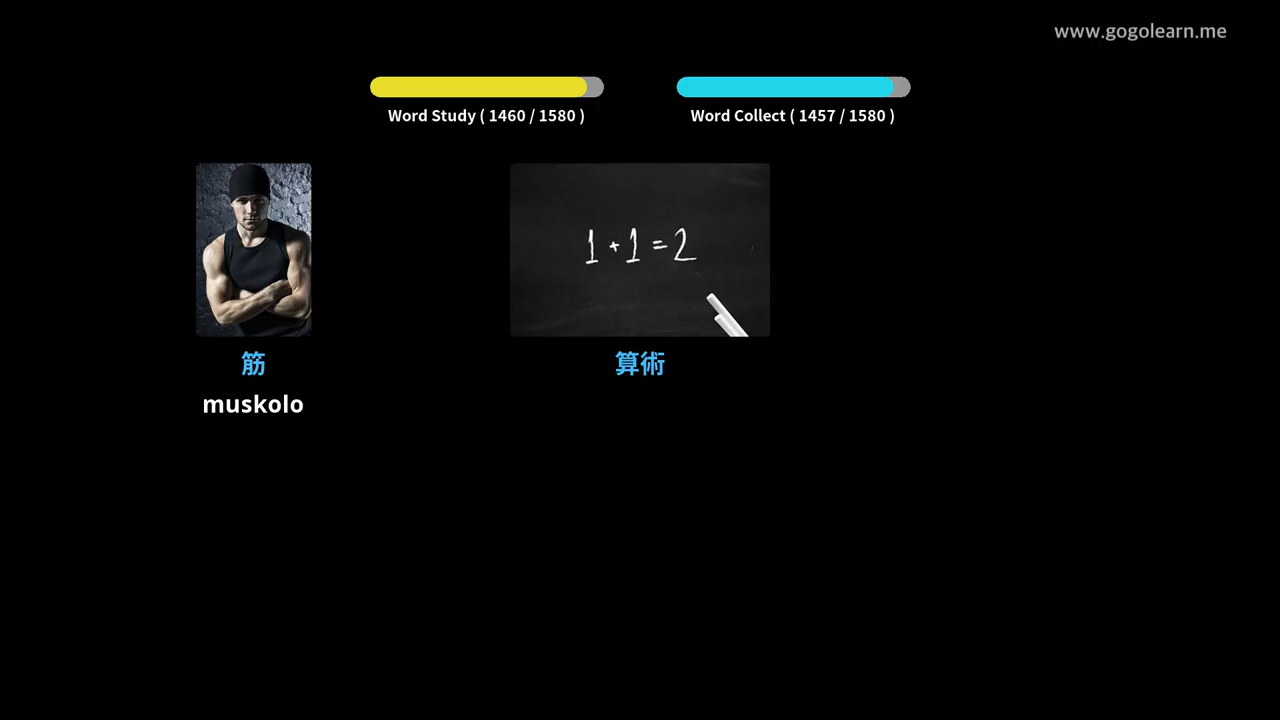 www.gogolearn.me
Word Study ( 1460 / 1580 )
Word Collect ( 1457 / 1580 )
1 + 1 = 2
筋
算術
muskolo